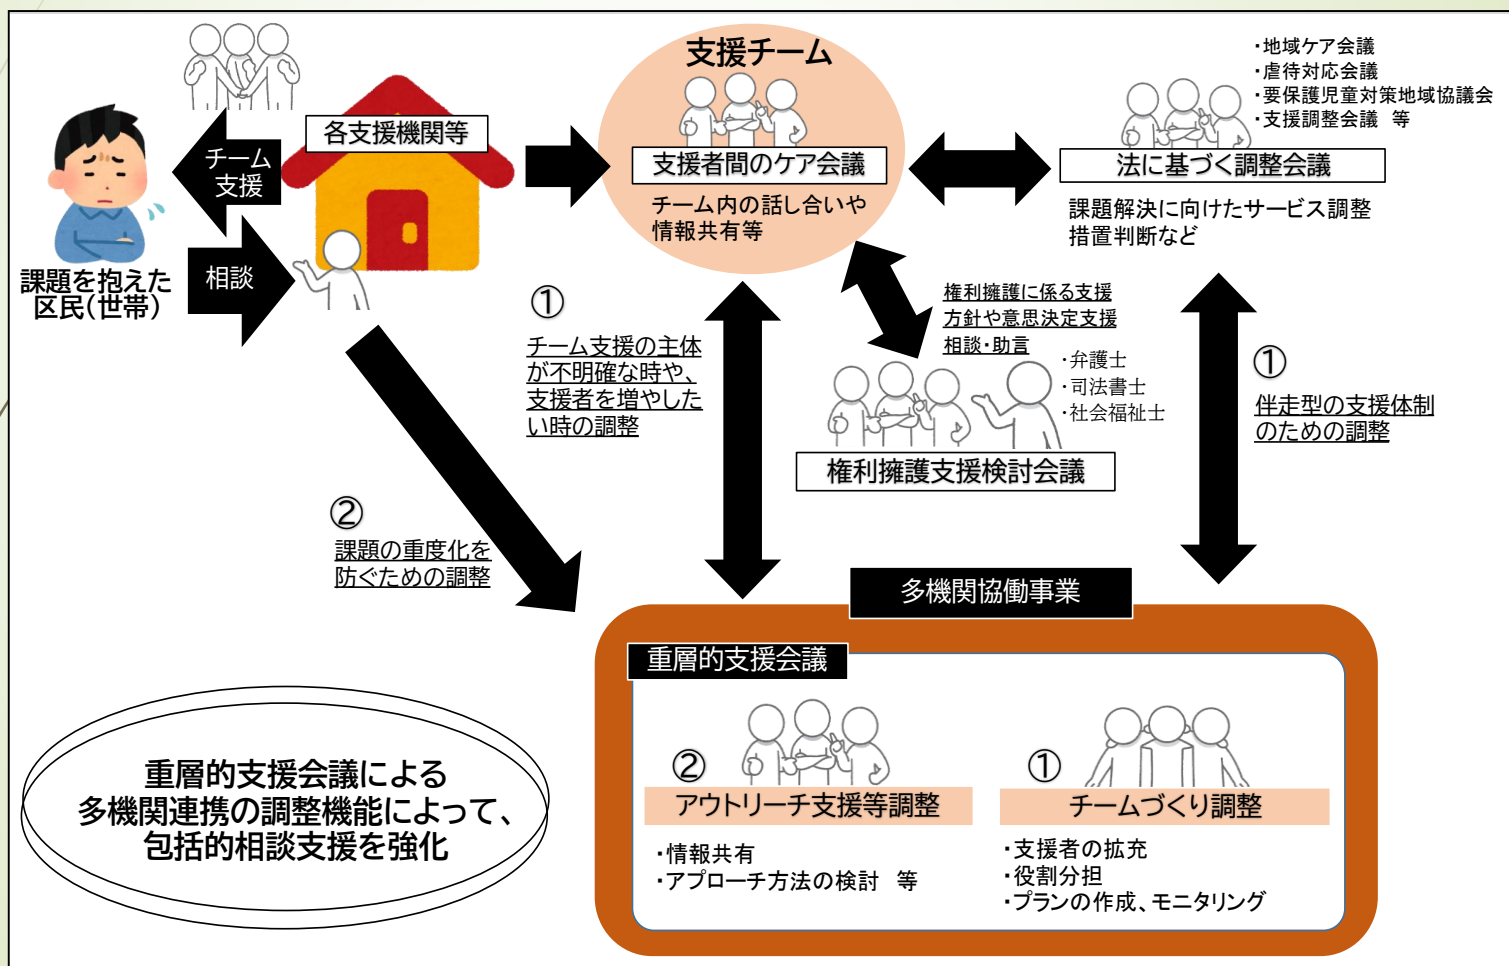 支援チーム
・地域ケア会議
・虐待対応会議
・要保護児童対策地域協議会
・支援調整会議　等
各支援機関等
チーム
支援
支援者間のケア会議
法に基づく調整会議
チーム内の話し合いや
情報共有等
課題解決に向けたサービス調整
措置判断など
課題を抱えた
区民(世帯)
相談
①
チーム支援の主体
が不明確な時や、
支援者を増やした
い時の調整
権利擁護に係る支援
方針や意思決定支援
相談・助言
・弁護士
・司法書士
・社会福祉士
権利擁護支援検討会議
①
伴走型の支援体制
のための調整
②
課題の重度化を
防ぐための調整
多機関協働事業
重層的支援会議
②
アウトリーチ支援等調整
・情報共有
・アプローチ方法の検討　等
①
チームづくり調整
・支援者の拡充
・役割分担
・プランの作成、モニタリング
重層的支援会議による
多機関連携の調整機能によって、
包括的相談支援を強化